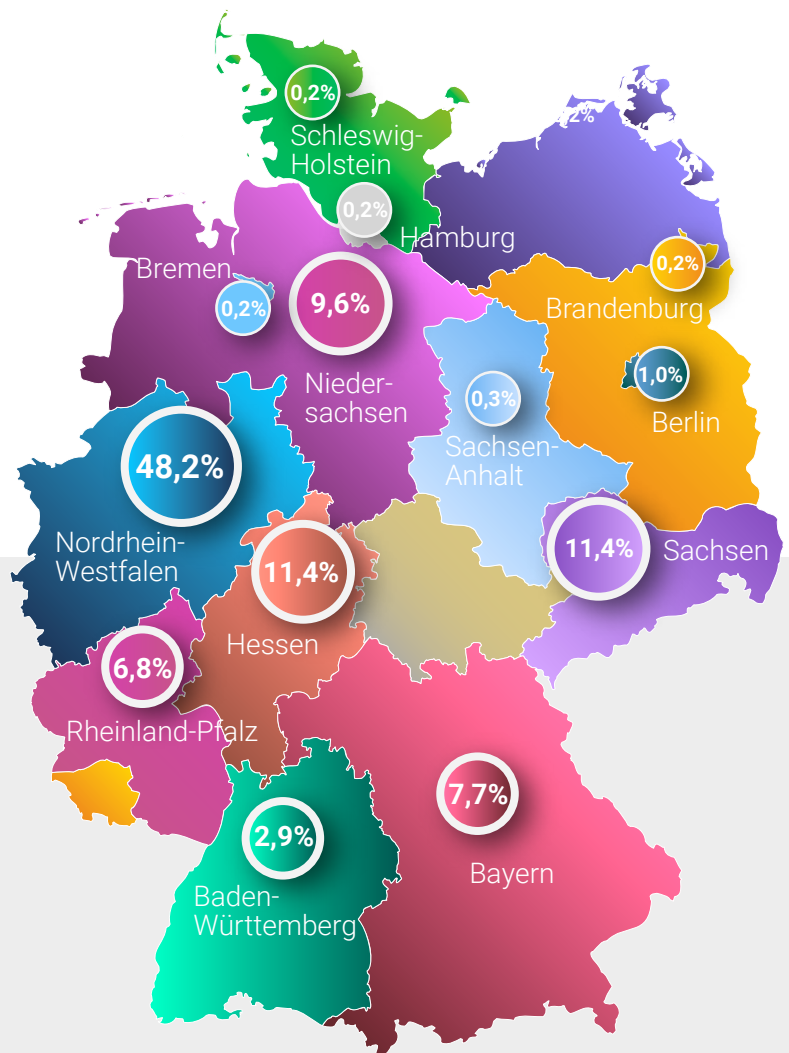 0,2%
Schleswig-
Holstein
2%
0,2%
Hamburg
Bremen
0,2%
9,6%
0,2%
Brandenburg
Nieder-
sachsen
0,3%
1,0%
Berlin
48,2%
Sachsen-
Anhalt
Nordrhein-
Westfalen
11,4%
Hessen
11,4%
Sachsen
6,8%
Rheinland-Pfalz
7,7%
Bayern
2,9%
Baden-
Württemberg